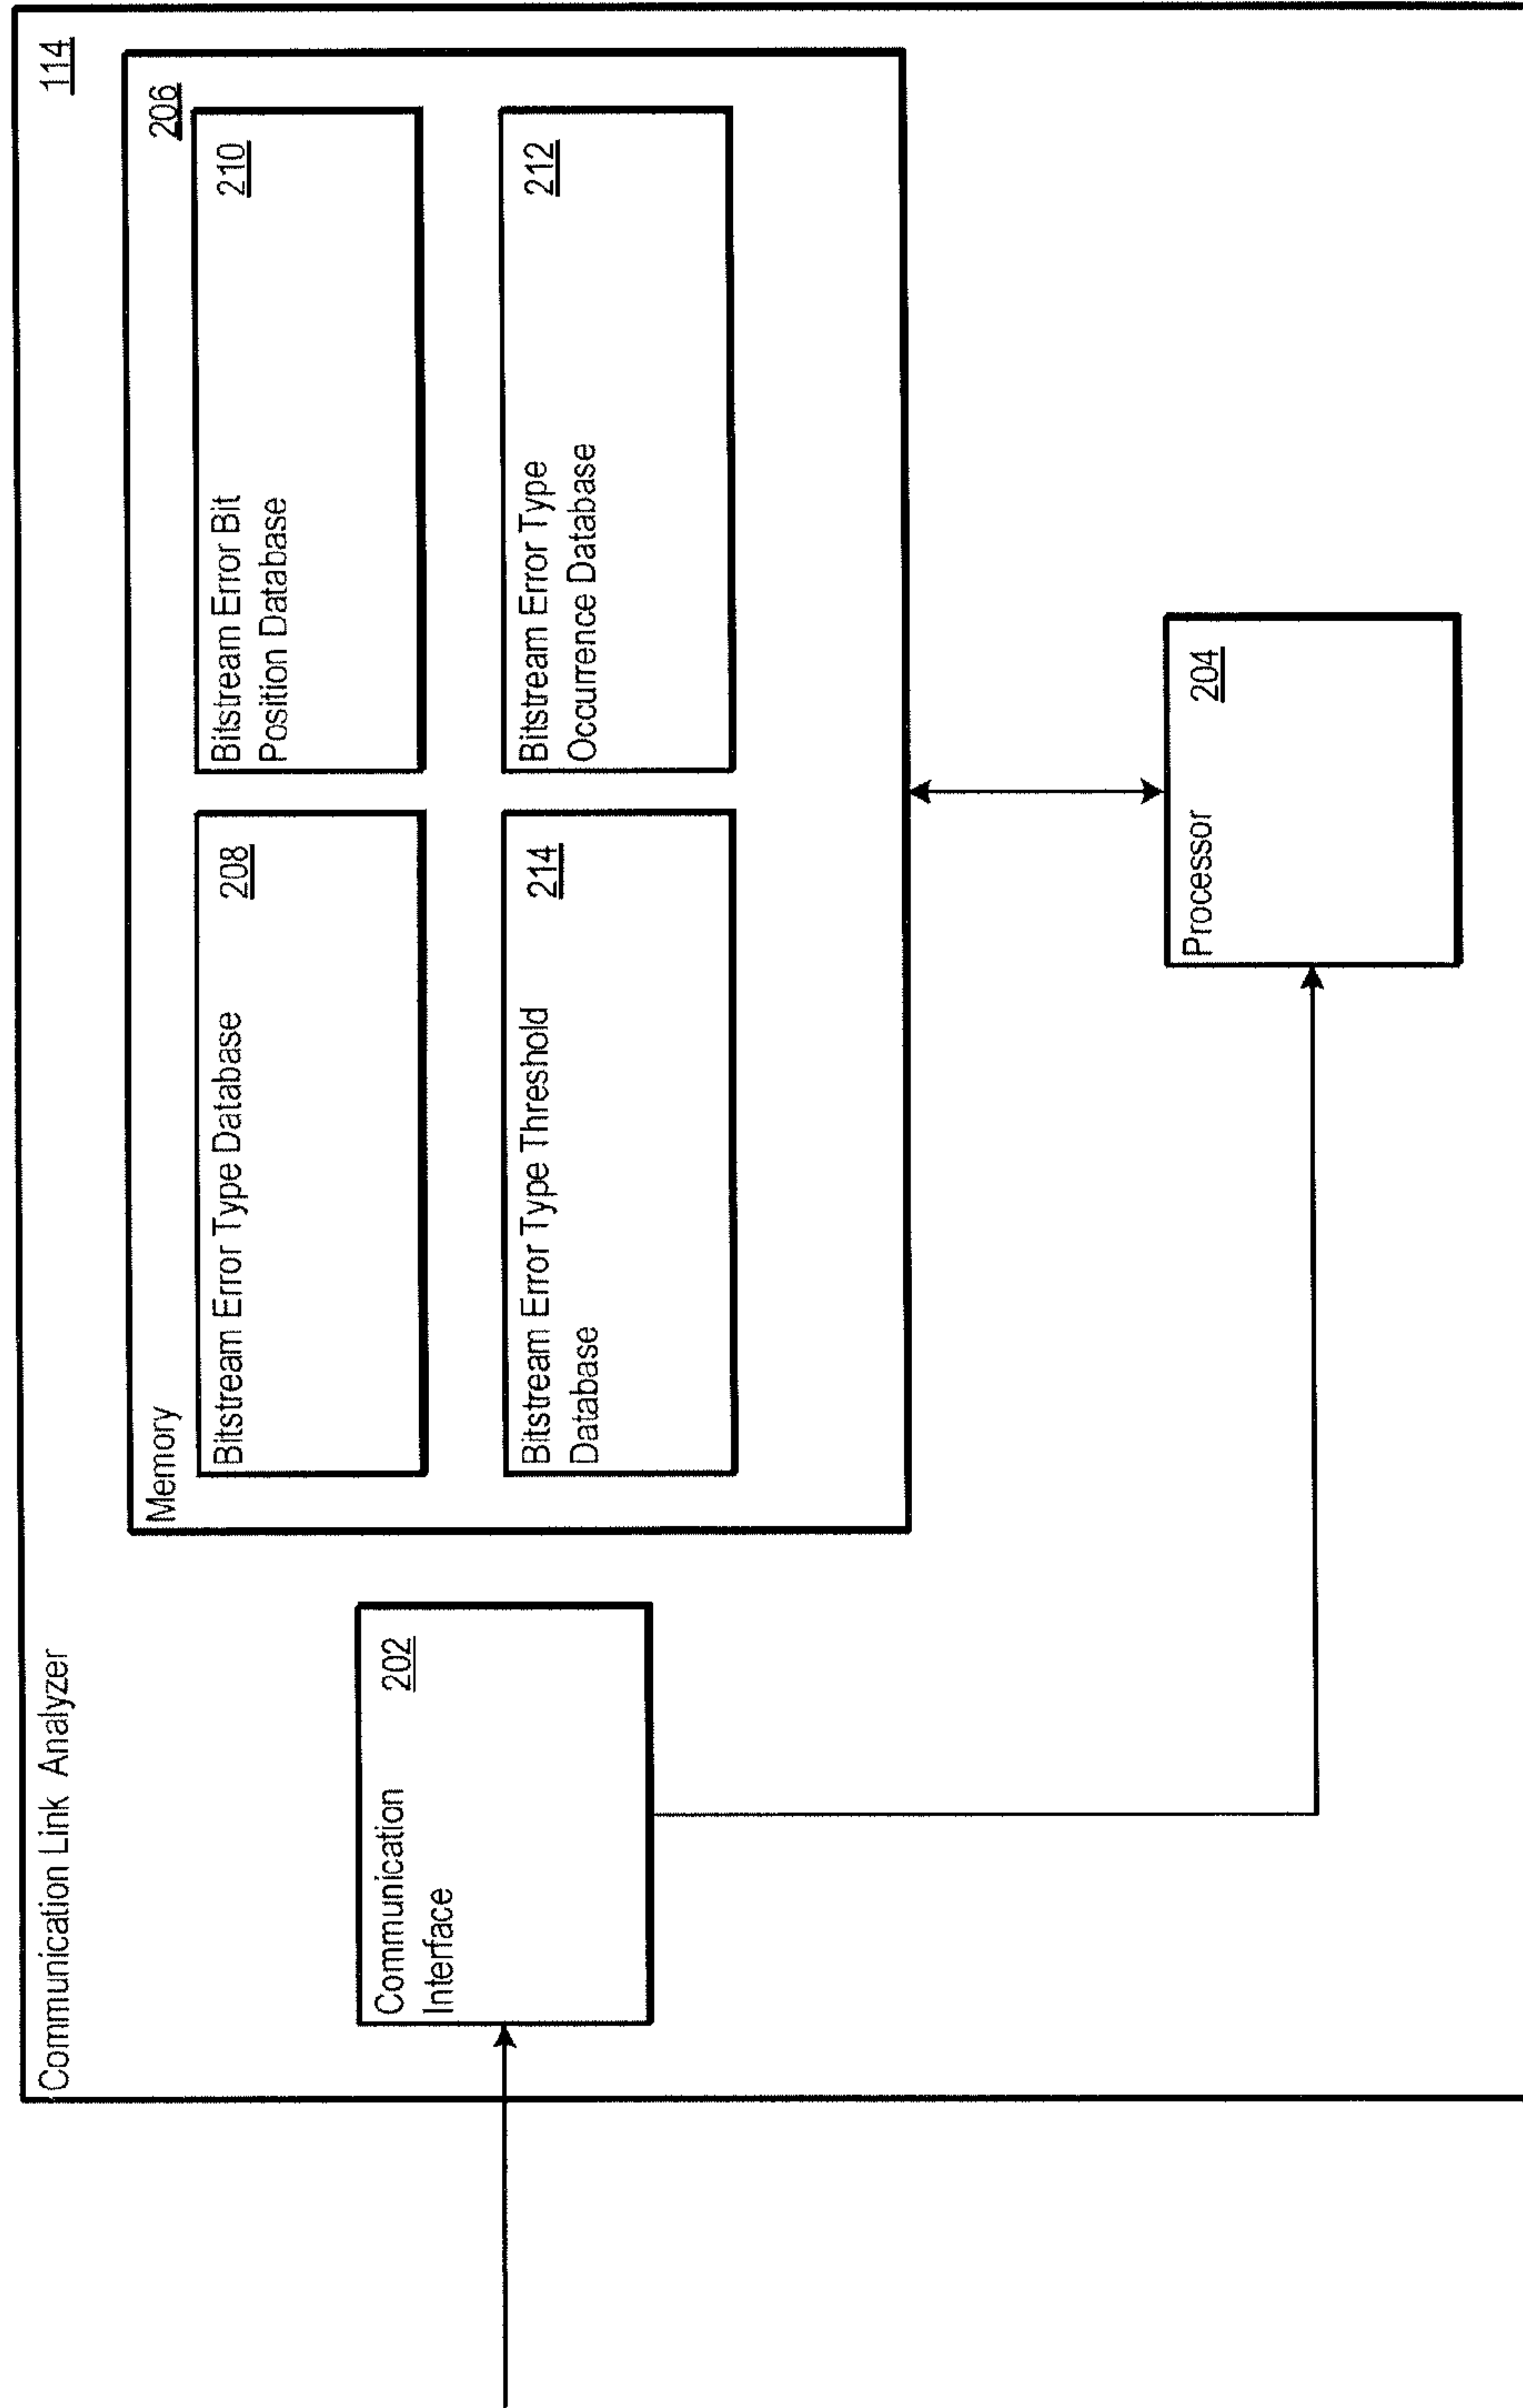 Communication Link Analyzer
114
Memory
206
Bitstream Error Type Database
208
Bitstream Error Bit
Position Database
210
Bitstream Error Type Threshold
Database
214
Bitstream Error Type
Occurrence Database
212
Communication
Interface
202
Processor
204